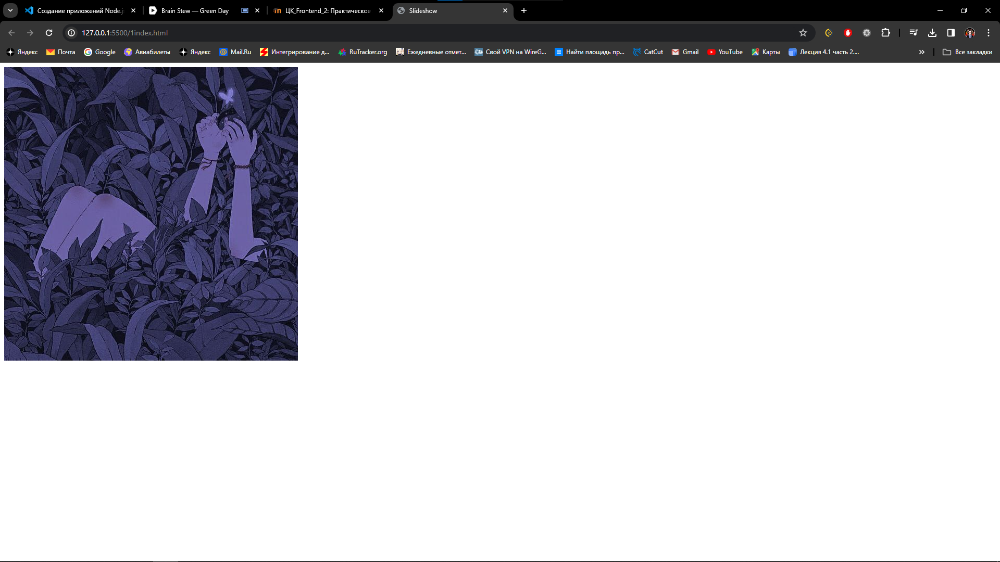 Создание приложений Node.j
Brain Stew — Green Day
ЦК_Frontend_2: Практическое
Slideshow
127.0.0.1:5500/1index.html
Яндекс
Почта
Google
Авиабилеты
Яндекс
Mail.Ru
Интегрирование д...
RuTracker.org
Ежедневные отмет...
Свой VPN на WireG...
Найти площадь пр...
CatCut
Gmail
YouTube
Карты
Лекция 4.1 часть 2....
Все закладки